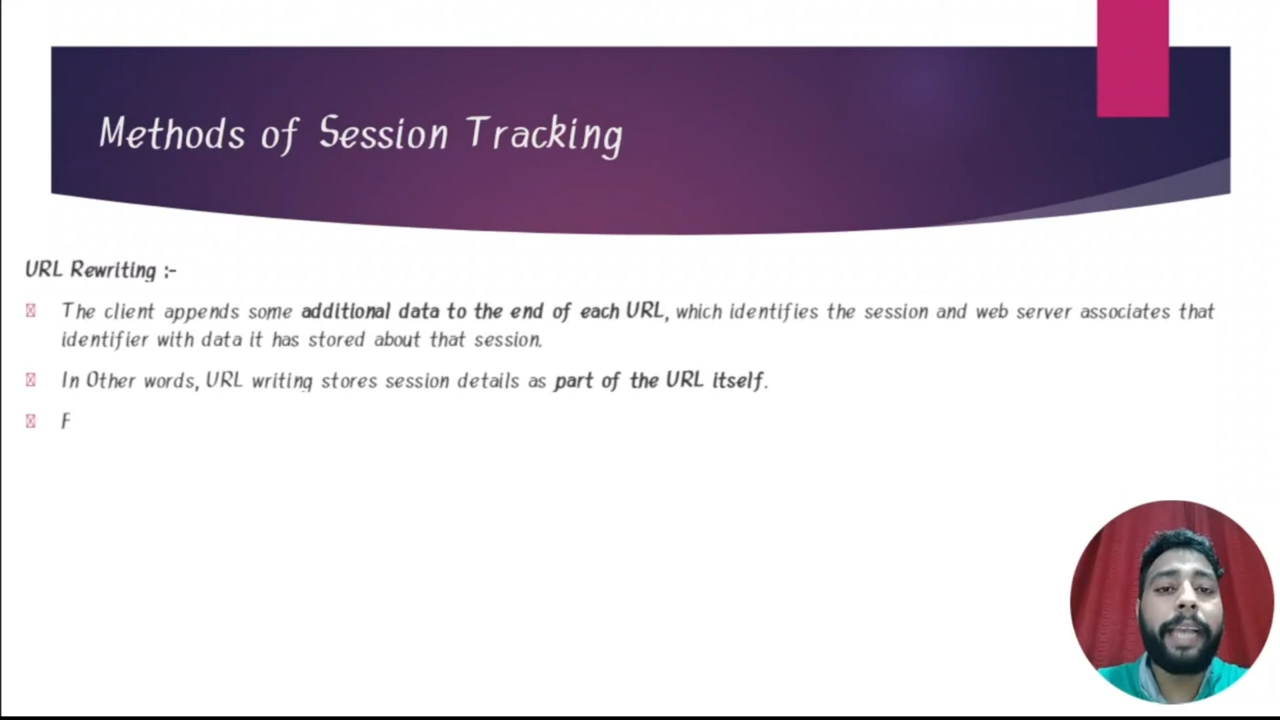 Methods of Session Tracking
URL Rewriting :-
The client appends some additional data to the end of each URL, which identifies the session and web server associates that
identifier with data it has stored about that session.
In Other words, URL writing stores session details as part of the URL itself.
F